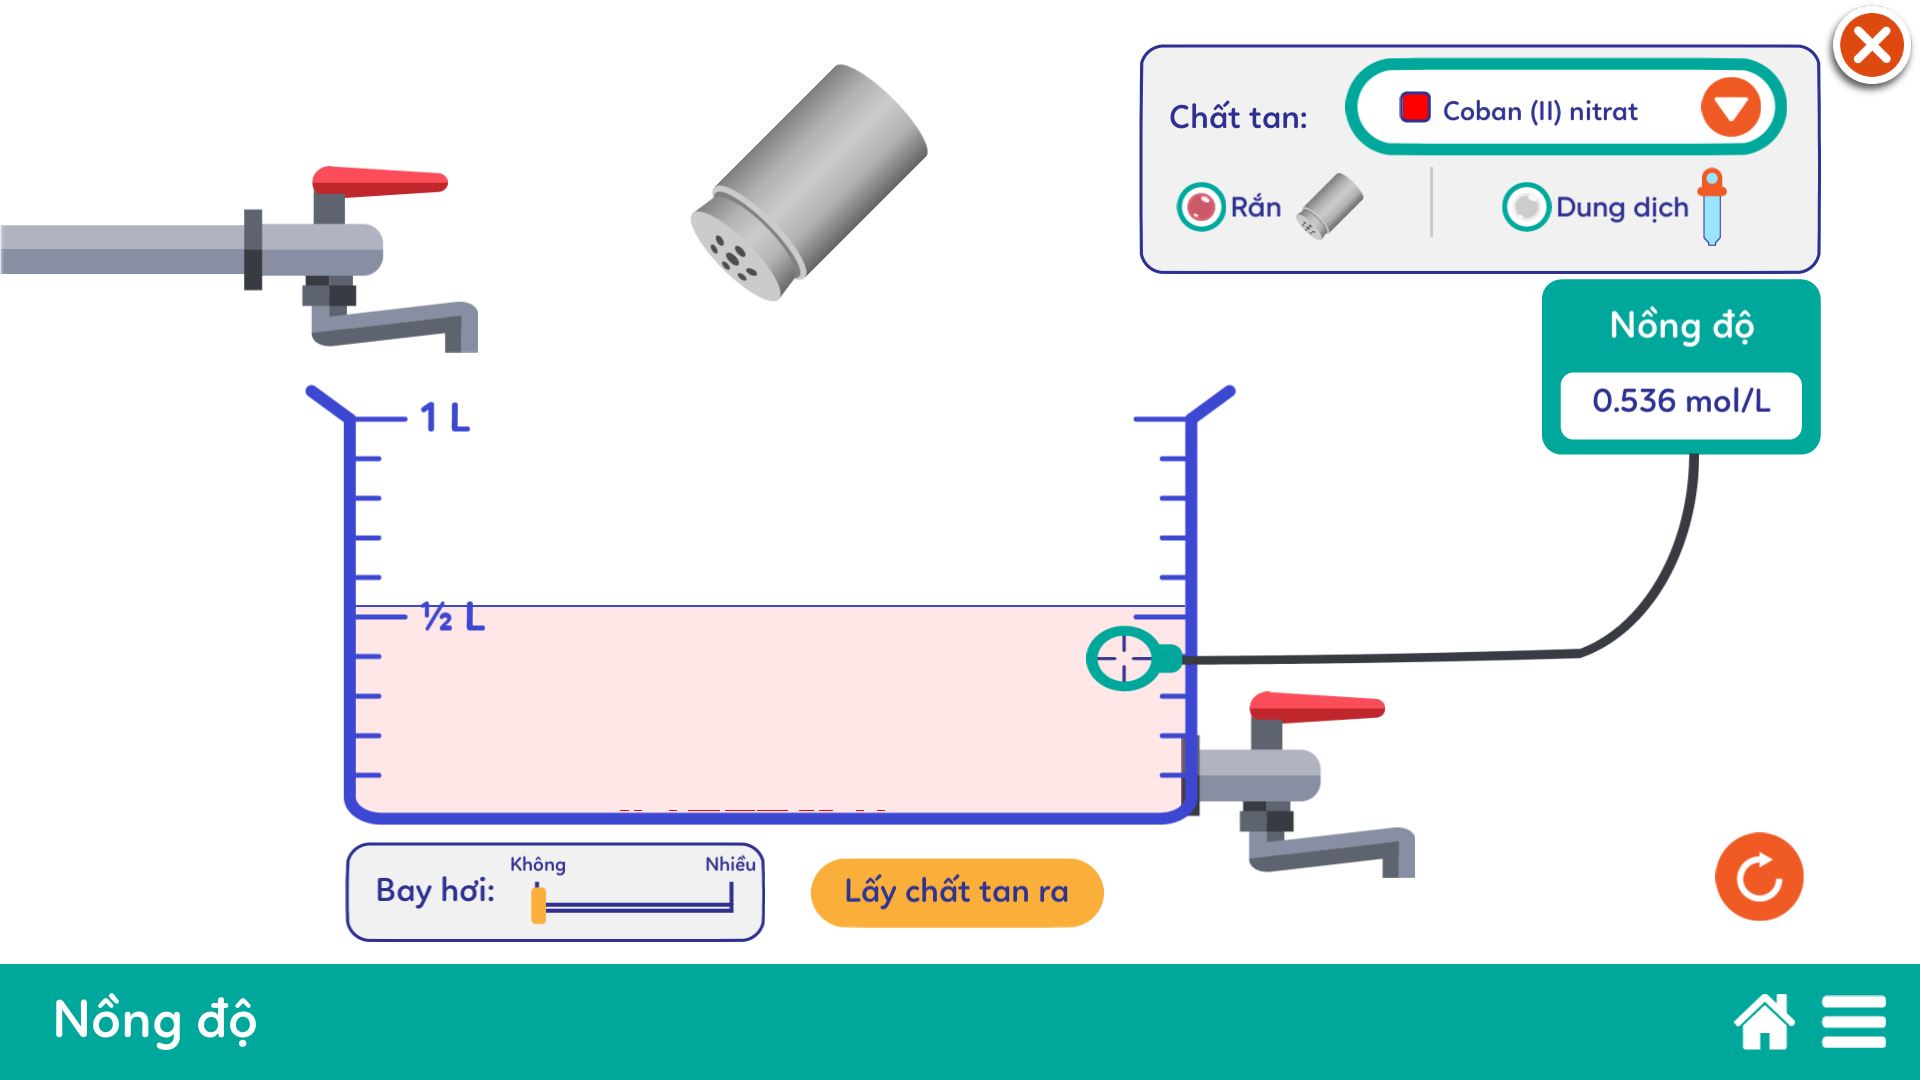 Chất tan:
Coban (II) nitrat
Rắn
Dung dịch
Nồng độ
0.536 mol/L
1 L
½ L
Bay hơi:
Không
Nhiều
Lấy chất tan ra
Nồng độ